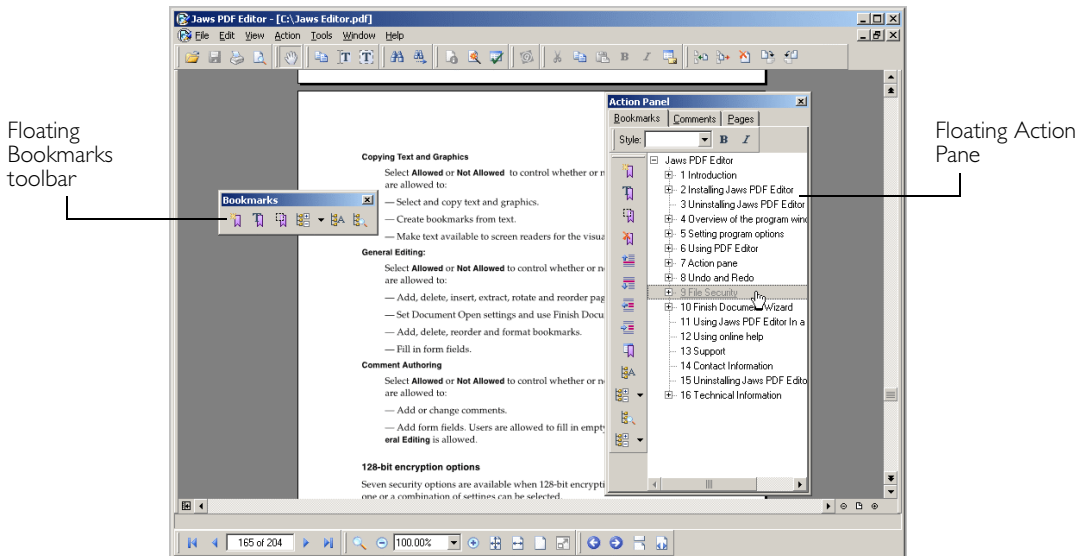 Jaws PDF Editor - [C:\Jaws Editor.pdf]
File Edit View Action Tools Window Help
Floating
Bookmarks
toolbar
Bookmarks
Copying Text and Graphics
Select Allowed or Not Allowed to control whether or n
are allowed to:
— Select and copy text and graphics.
— Create bookmarks from text.
— Make text available to screen readers for the visua
General Editing:
Select Allowed or Not Allowed to control whether or no
are allowed to:
— Add, delete, insert, extract, rotate and reorder pag
— Set Document Open settings and use Finish Docu
— Add, delete, reorder and format bookmarks.
— Fill in form fields.
Comment Authoring
Select Allowed or Not Allowed to control whether or n
are allowed to:
— Add or change comments.
— Add form fields. Users are allowed to fill in empty
eral Editing is allowed.
128-bit encryption options
Seven security options are available when 128-bit encrypti
one or a combination of settings can be selected.
Action Panel
Bookmarks Comments Pages
Style: B I
Jaws PDF Editor
1 Introduction
2 Installing Jaws PDF Editor
3 Uninstalling Jaws PDF Editor
4 Overview of the program wind
5 Setting program options
6 Using PDF Editor
7 Action pane
8 Undo and Redo
9 File Security
10 Finish Document Wizard
11 Using Jaws PDF Editor In a
12 Using online help
13 Support
14 Contact Information
15 Uninstalling Jaws PDF Edito
16 Technical Information
Floating Action
Pane
165 of 204
100.00%